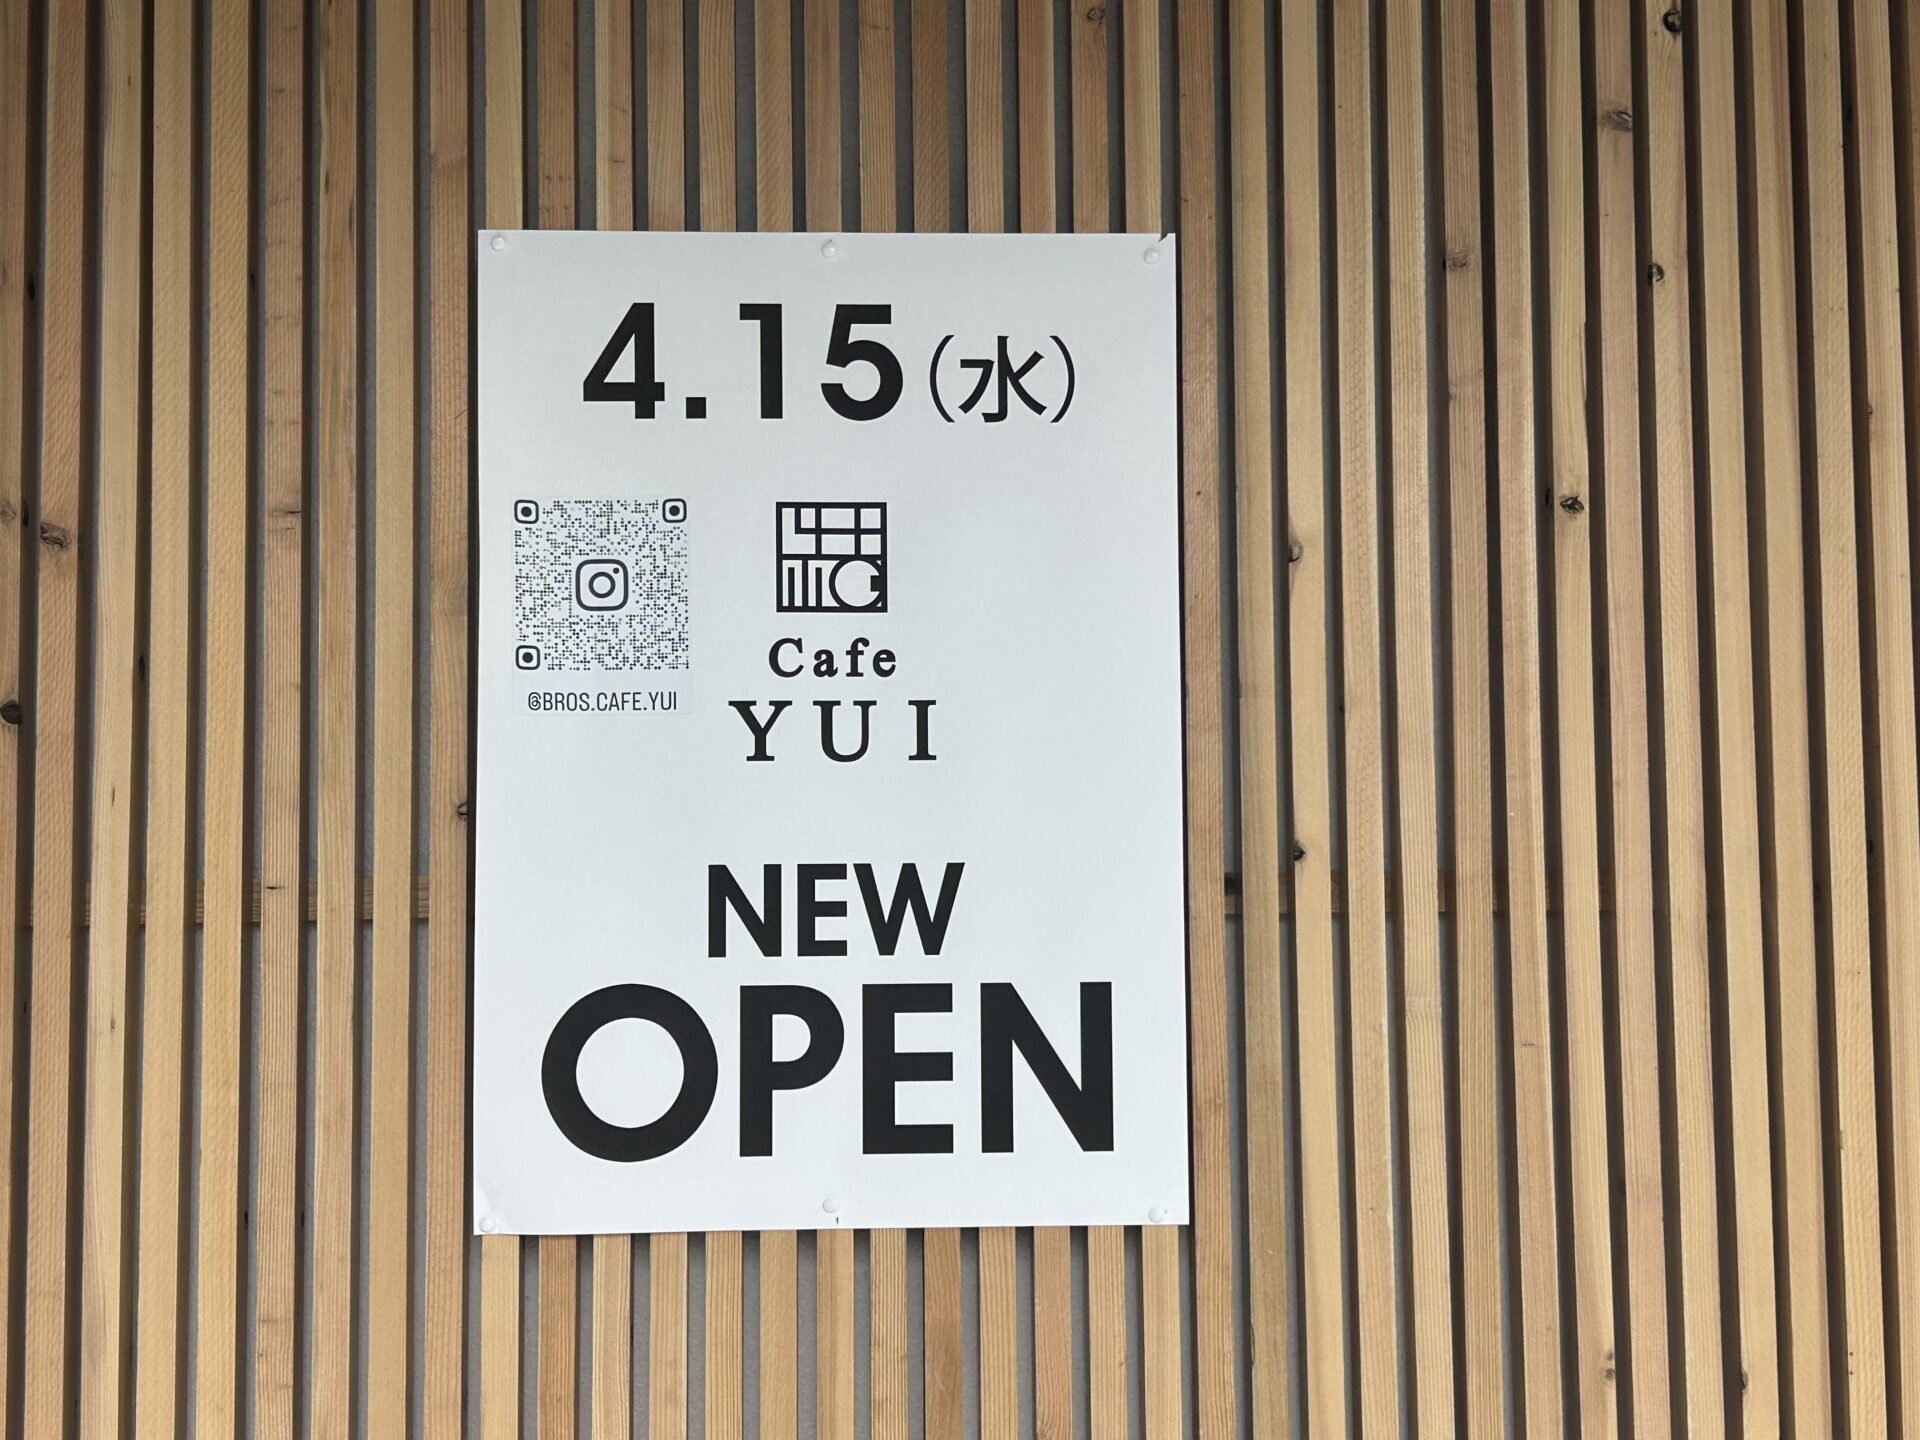 4.15(水)
@BROS.CAFE.YUI
Cafe
YUI
NEW
OPEN